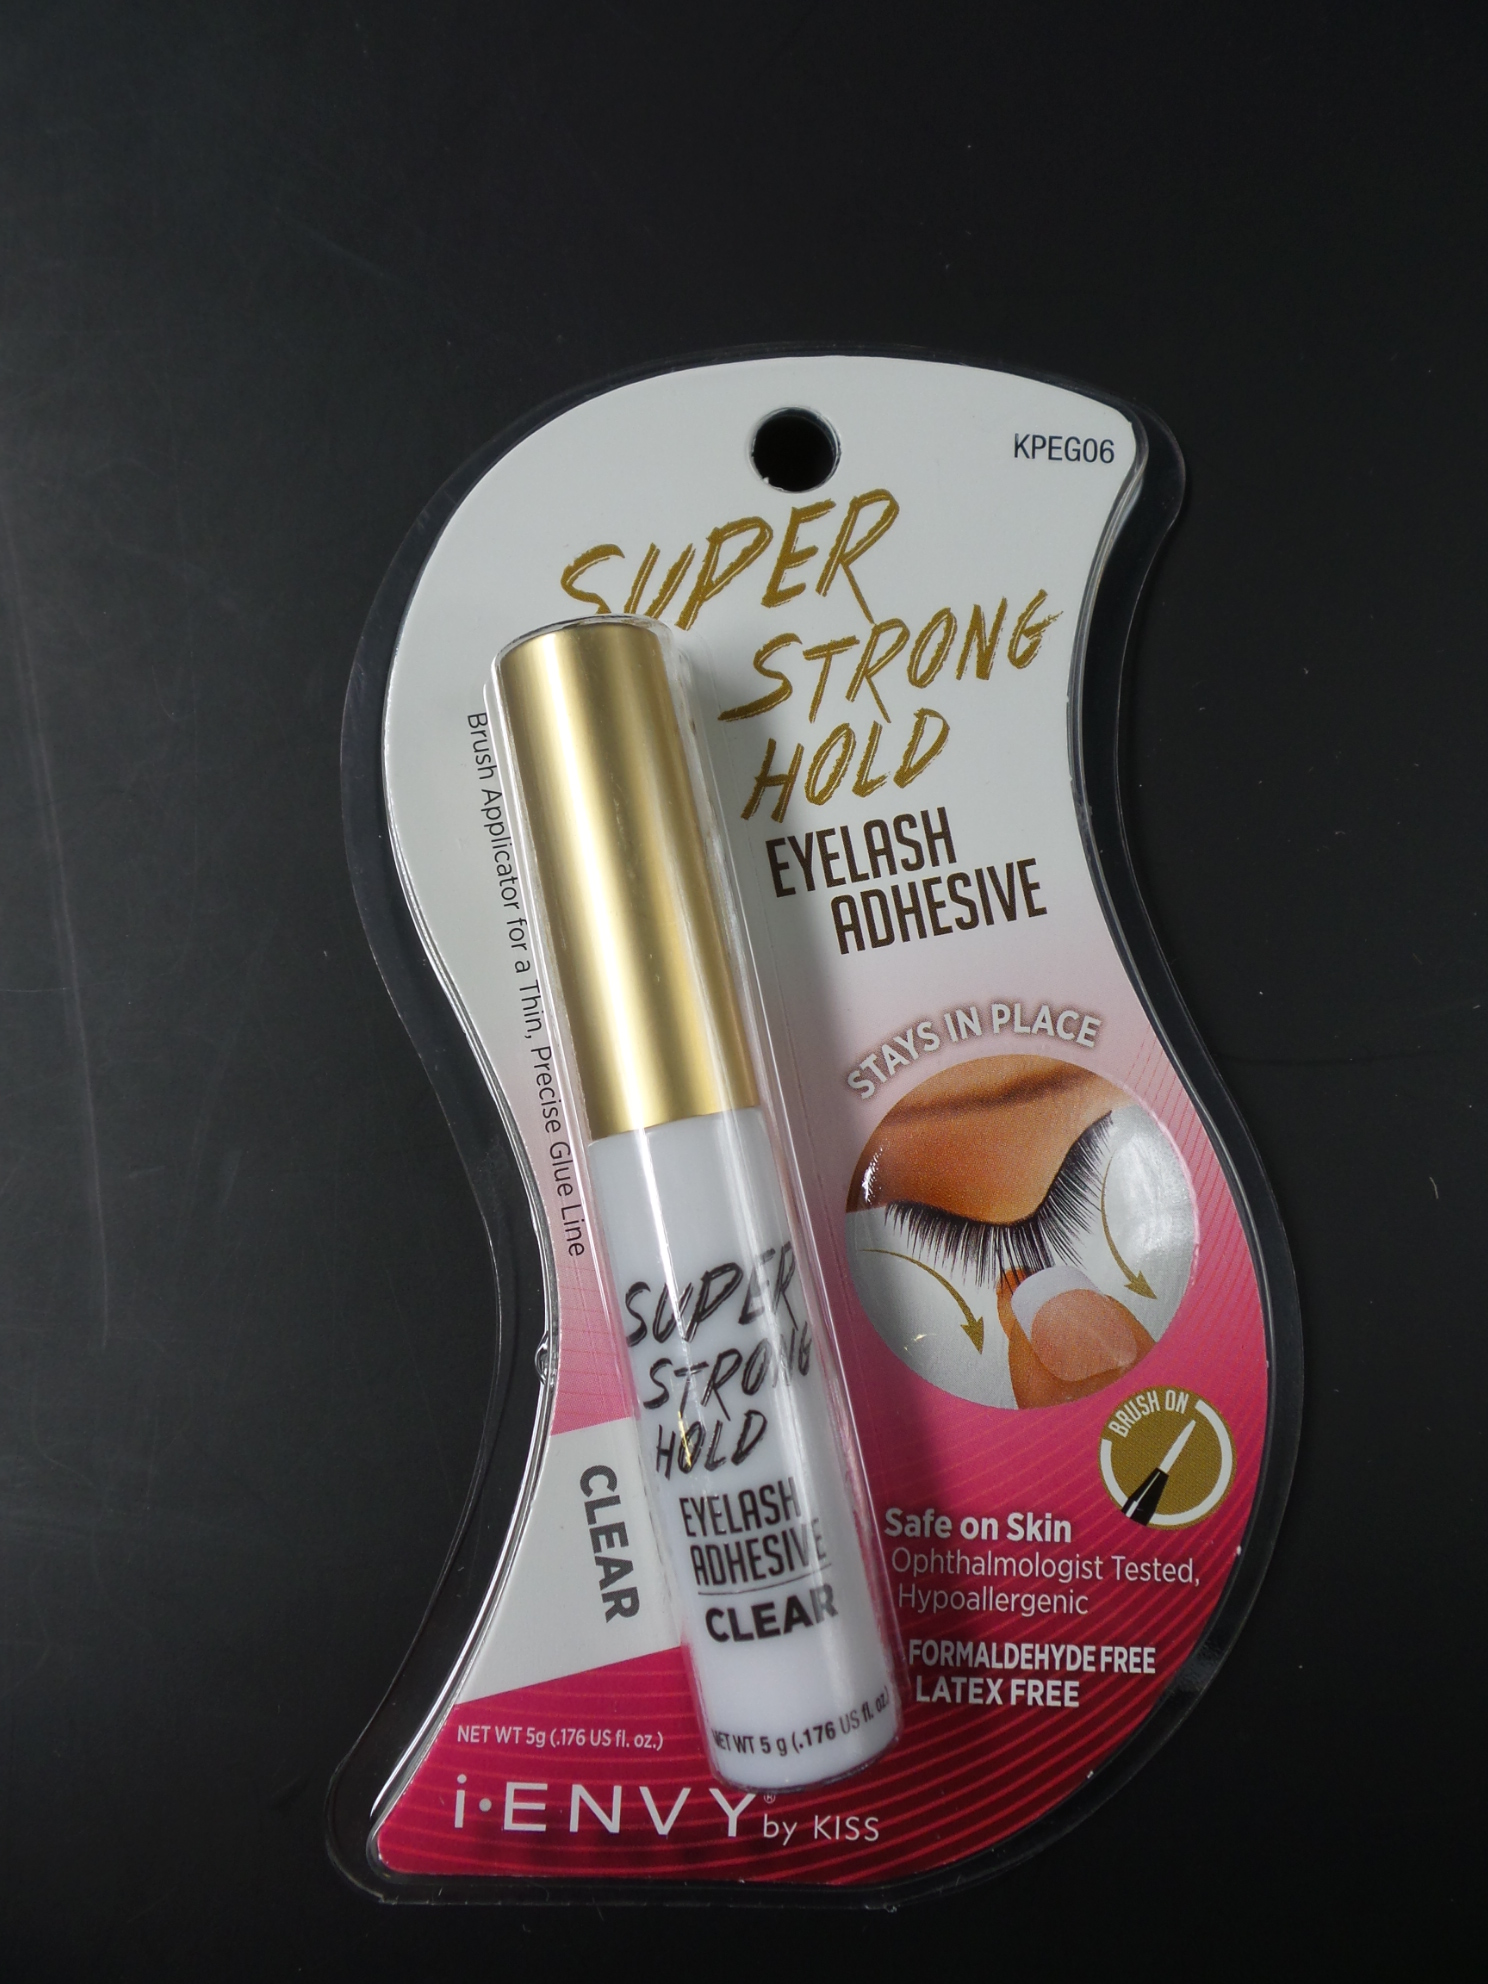 KPEG06
SUPER
STRONG
HOLD
EYELASH
ADHESIVE
Brush Applicator for a Thin, Precise Glue Line
STAYS IN PLACE
BRUSH ON
SUPER
STRONG
HOLD
EYELASH
ADHESIVE
CLEAR
NET WT 5 g (.176 US fl. oz.)
CLEAR
Safe on Skin
Ophthalmologist Tested,
Hypoallergenic
FORMALDEHYDE FREE
LATEX FREE
NET WT 5g (.176 US fl. oz.)
i·ENVY® by KISS